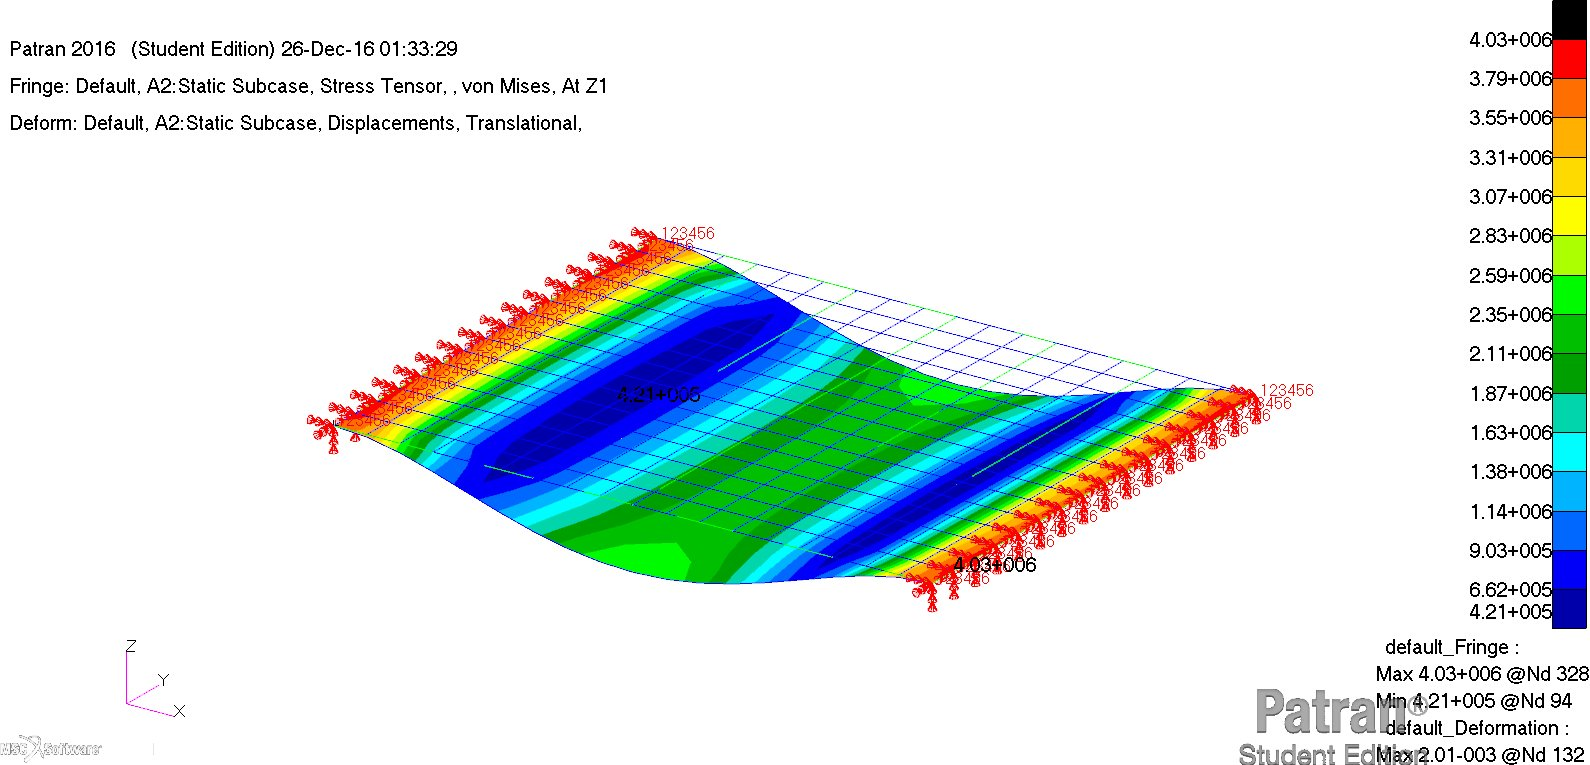 Patran 2016 (Student Edition) 26-Dec-16 01:33:29
Fringe: Default, A2:Static Subcase, Stress Tensor, , von Mises, At Z1
Deform: Default, A2:Static Subcase, Displacements, Translational,
4.03+006
3.79+006
3.55+006
3.31+006
3.07+006
2.83+006
2.59+006
2.35+006
2.11+006
1.87+006
1.63+006
1.38+006
1.14+006
9.03+005
6.62+005
4.21+005
123456
123456
4.21+005
4.03+006
Z
Y
X
default_Fringe :
Max 4.03+006 @Nd 328
Min 4.21+005 @Nd 94
default_Deformation :
Max 2.01-003 @Nd 132
Patran®
Student Edition
MSC Software